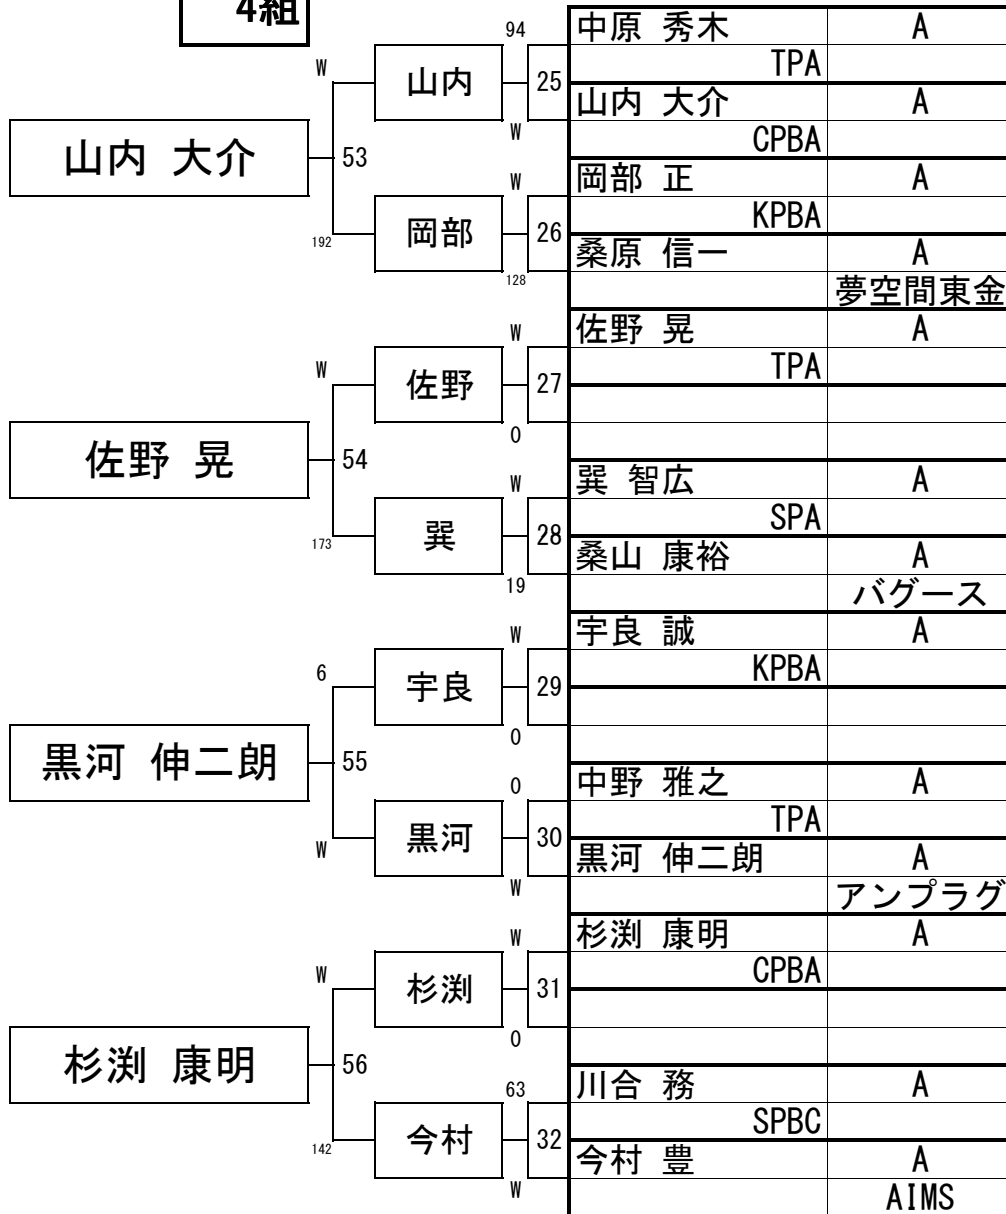 4組
94
中原 秀木 A
W
山内
25
TPA
山内 大介 A
W
CPBA
山内 大介
53
W
岡部 正 A
岡部
26
KPBA
192
桑原 信一 A
128
夢空間東金
W
佐野 晃 A
W
佐野
27
TPA
0
佐野 晃
54
W
巽 智広 A
巽
28
SPA
173
桑山 康裕 A
19
バグース
W
宇良 誠 A
6
宇良
29
KPBA
0
黒河 伸二朗
55
0
中野 雅之 A
黒河
30
TPA
W
黒河 伸二朗 A
W
アンプラグ
W
杉渕 康明 A
W
杉渕
31
CPBA
0
杉渕 康明
56
63
川合 務 A
今村
32
SPBC
142
今村 豊 A
W
AIMS